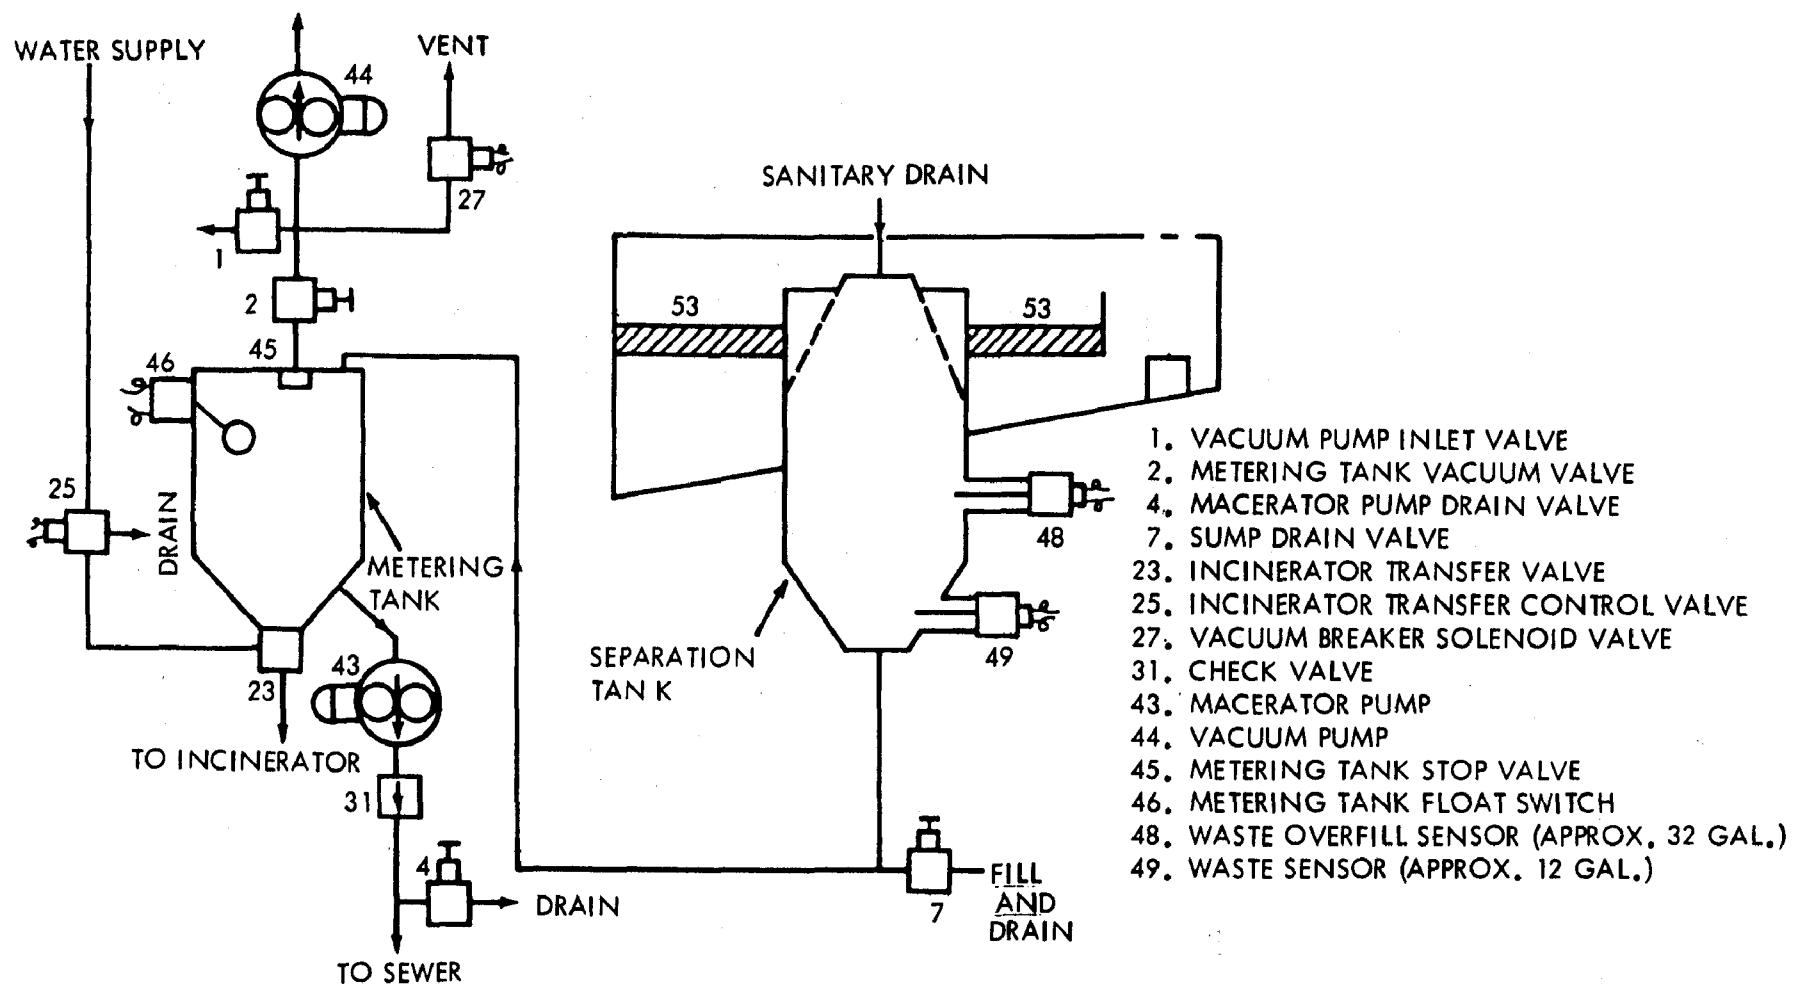 WATER SUPPLY
44
VENT
27
1
2
SANITARY DRAIN
53
53
45
46
25
DRAIN
METERING
TANK
48
49
SEPARATION
TANK
23
43
TO INCINERATOR
31
4
DRAIN
TO SEWER
7
FILL
AND
DRAIN
1. VACUUM PUMP INLET VALVE
2. METERING TANK VACUUM VALVE
4. MACERATOR PUMP DRAIN VALVE
7. SUMP DRAIN VALVE
23. INCINERATOR TRANSFER VALVE
25. INCINERATOR TRANSFER CONTROL VALVE
27. VACUUM BREAKER SOLENOID VALVE
31. CHECK VALVE
43. MACERATOR PUMP
44. VACUUM PUMP
45. METERING TANK STOP VALVE
46. METERING TANK FLOAT SWITCH
48. WASTE OVERFILL SENSOR (APPROX. 32 GAL.)
49. WASTE SENSOR (APPROX. 12 GAL.)